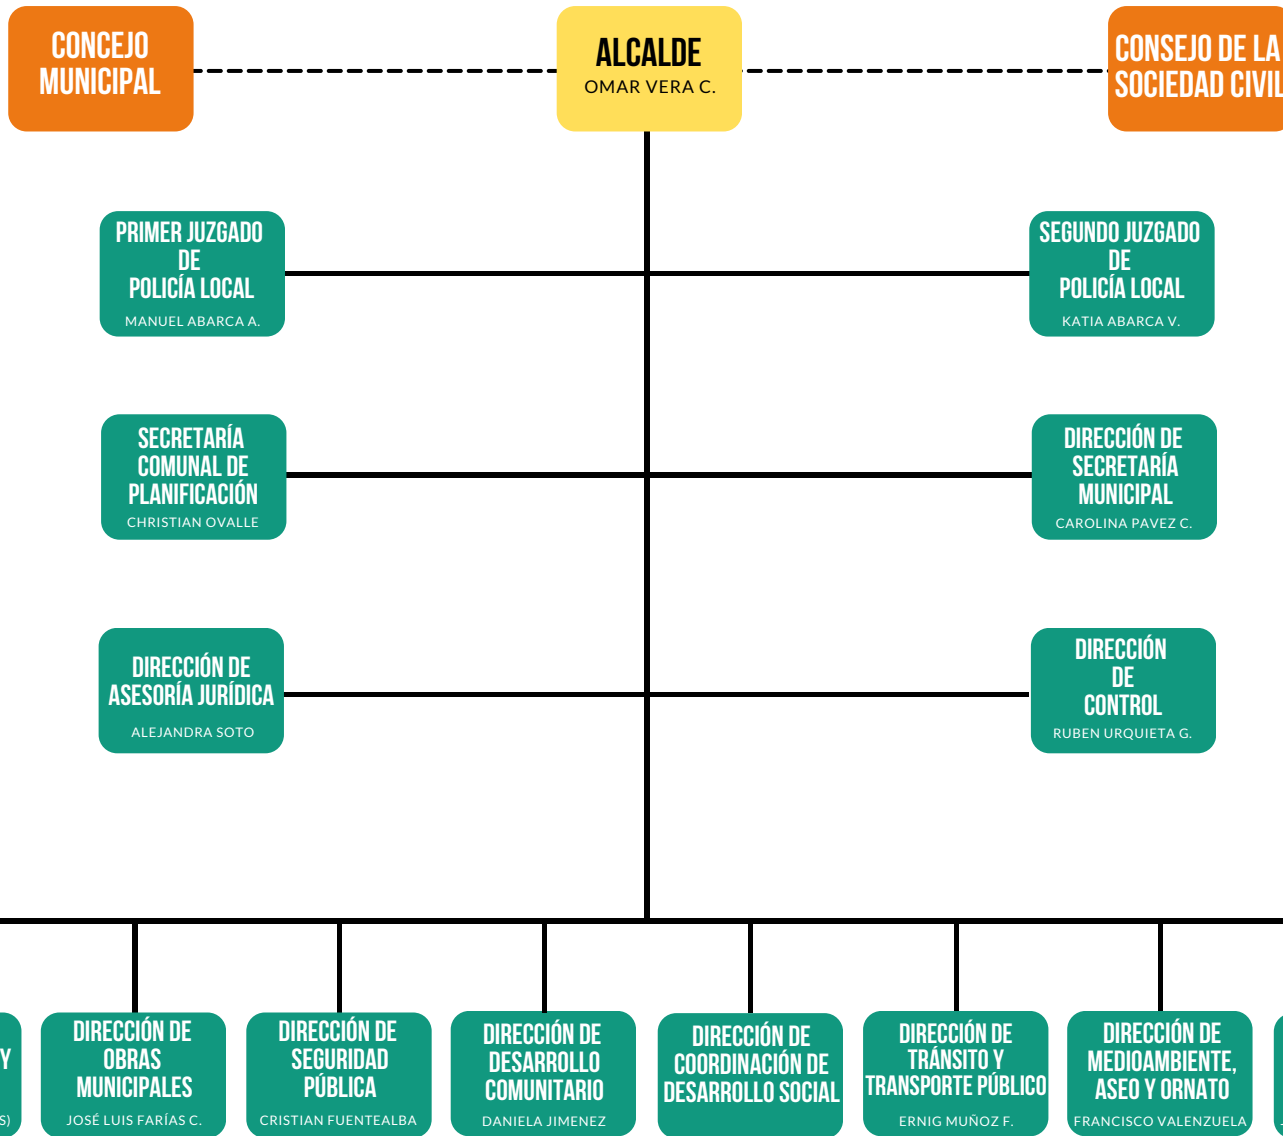 CONCEJO
MUNICIPAL
ALCALDE
OMAR VERA C.
CONSEJO DE LA
SOCIEDAD CIVIL
PRIMER JUZGADO
DE
POLICÍA LOCAL
MANUEL ABARCA A.
SEGUNDO JUZGADO
DE
POLICÍA LOCAL
KATIA ABARCA V.
SECRETARÍA
COMUNAL DE
PLANIFICACIÓN
CHRISTIAN OVALLE
DIRECCIÓN DE
SECRETARÍA
MUNICIPAL
CAROLINA PAVEZ C.
DIRECCIÓN DE
ASESORÍA JURÍDICA
ALEJANDRA SOTO
DIRECCIÓN
DE
CONTROL
RUBEN URQUIETA G.
Y
S)
DIRECCIÓN DE
OBRAS
MUNICIPALES
JOSÉ LUIS FARÍAS C.
DIRECCIÓN DE
SEGURIDAD
PÚBLICA
CRISTIAN FUENTEALBA
DIRECCIÓN DE
DESARROLLO
COMUNITARIO
DANIELA JIMENEZ
DIRECCIÓN DE
COORDINACIÓN DE
DESARROLLO SOCIAL
DIRECCIÓN DE
TRÁNSITO Y
TRANSPORTE PÚBLICO
ERNIG MUÑOZ F.
DIRECCIÓN DE
MEDIOAMBIENTE,
ASEO Y ORNATO
FRANCISCO VALENZUELA